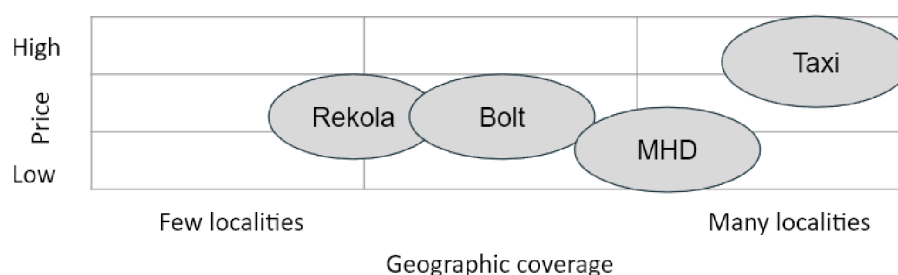 High
Taxi
Price
Rekola
Bolt
MHD
Low
Few localities
Many localities
Geographic coverage